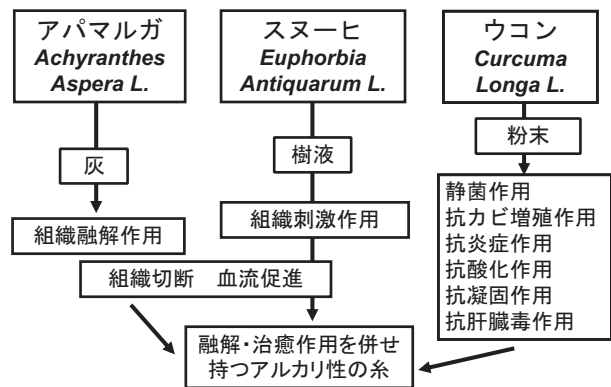 アパマルガ
Achyranthes
Aspera L.
スヌーヒ
Euphorbia
Antiquarum L.
ウコン
Curcuma
Longa L.
灰
樹液
粉末
組織融解作用
組織刺激作用
静菌作用
抗カビ増殖作用
抗炎症作用
抗酸化作用
抗凝固作用
抗肝臓毒作用
組織切断 血流促進
融解・治癒作用を併せ
持つアルカリ性の糸